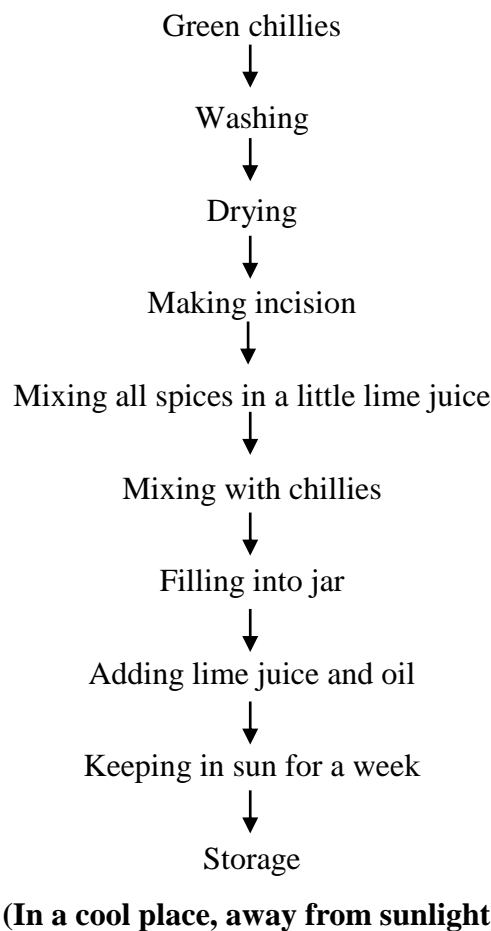 Green chillies
Washing
Drying
Making incision
Mixing all spices in a little lime juice
Mixing with chillies
Filling into jar
Adding lime juice and oil
Keeping in sun for a week
Storage
(In a cool place, away from sunlight